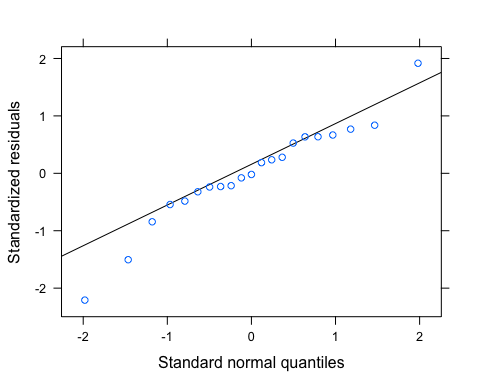 Standardized residuals
2
1
0
-1
-2
-2 -1 0 1 2
Standard normal quantiles